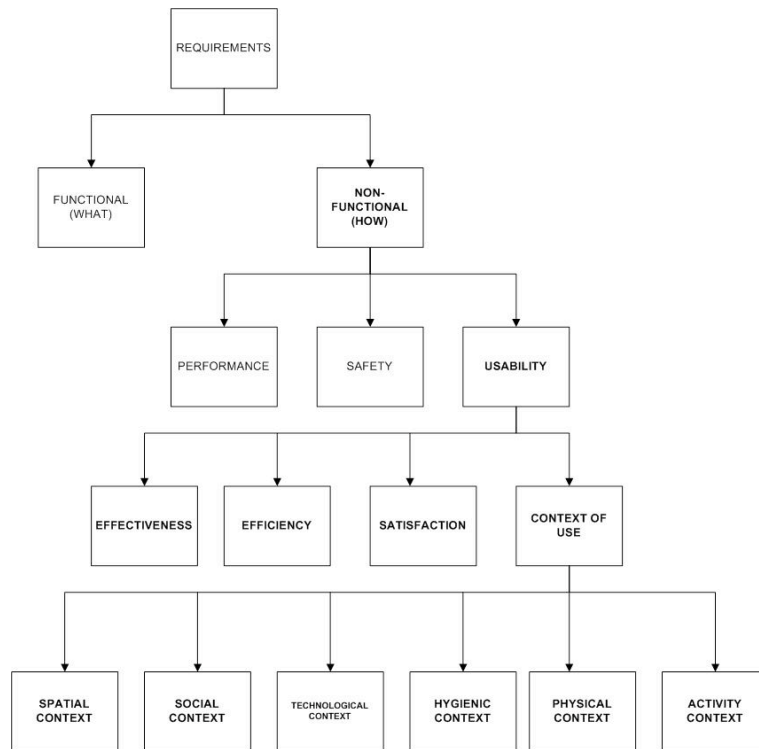 REQUIREMENTS
FUNCTIONAL
(WHAT)
NON-
FUNCTIONAL
(HOW)
PERFORMANCE
SAFETY
USABILITY
EFFECTIVENESS
EFFICIENCY
SATISFACTION
CONTEXT OF
USE
SPATIAL
CONTEXT
SOCIAL
CONTEXT
TECHNOLOGICAL
CONTEXT
HYGIENIC
CONTEXT
PHYSICAL
CONTEXT
ACTIVITY
CONTEXT